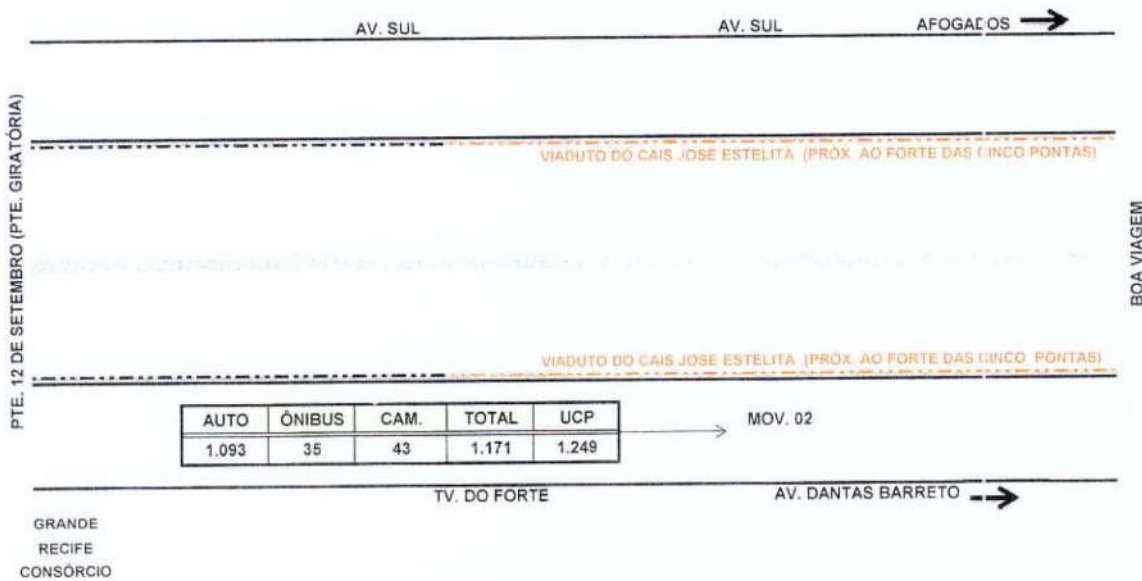 AV. SUL AV. SUL AFOGADOS
PTE. 12 DE SETEMBRO (PTE. GIRATÓRIA)
VIADUTO DO CAIS JOSE ESTELITA (PRÓX. AO FORTE DAS CINCO PONTAS)
BOA VIAGEM
VIADUTO DO CAIS JOSE ESTELITA (PRÓX. AO FORTE DAS CINCO PONTAS)
AUTO ÔNIBUS CAM. TOTAL UCP
1.093 35 43 1.171 1.249
MOV. 02
TV. DO FORTE AV. DANTAS BARRETO
GRANDE
RECIFE
CONSÓRCIO